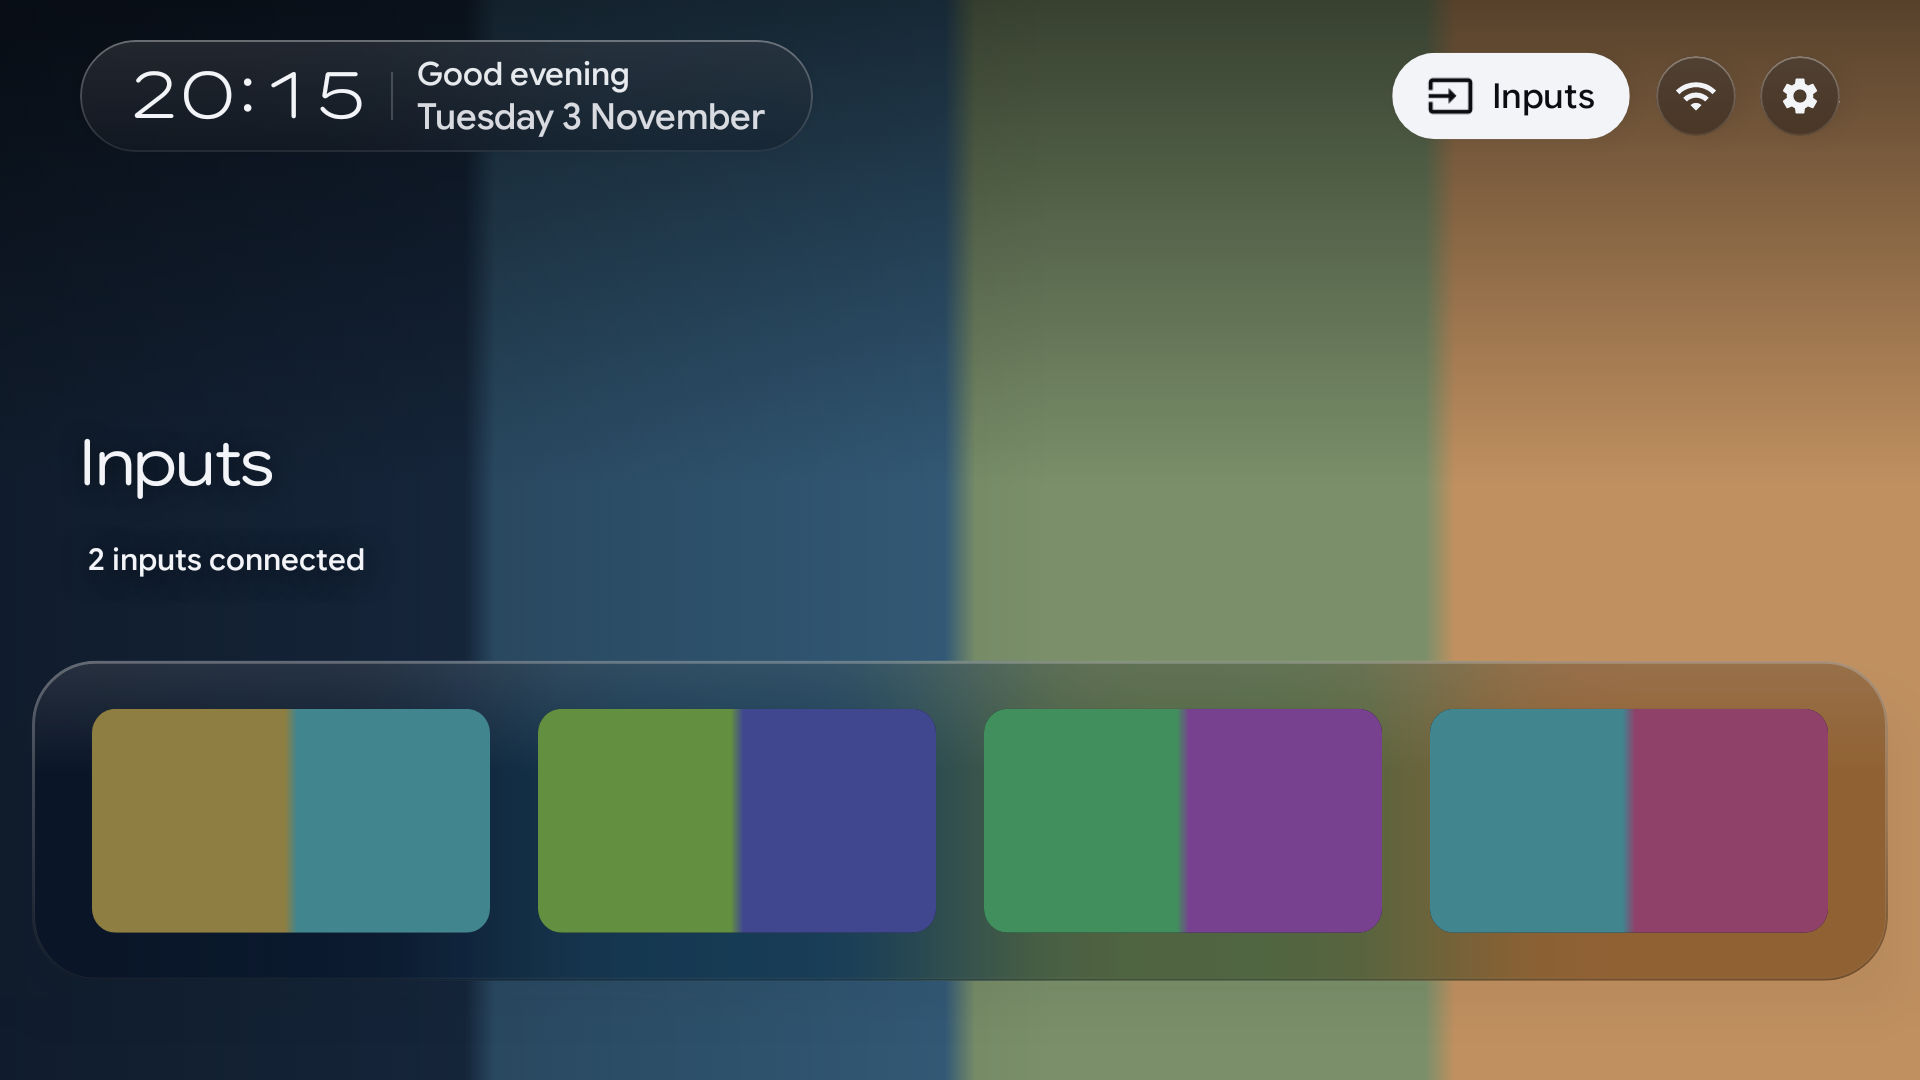 20:15
Good evening
Tuesday 3 November
Inputs
Inputs
2 inputs connected